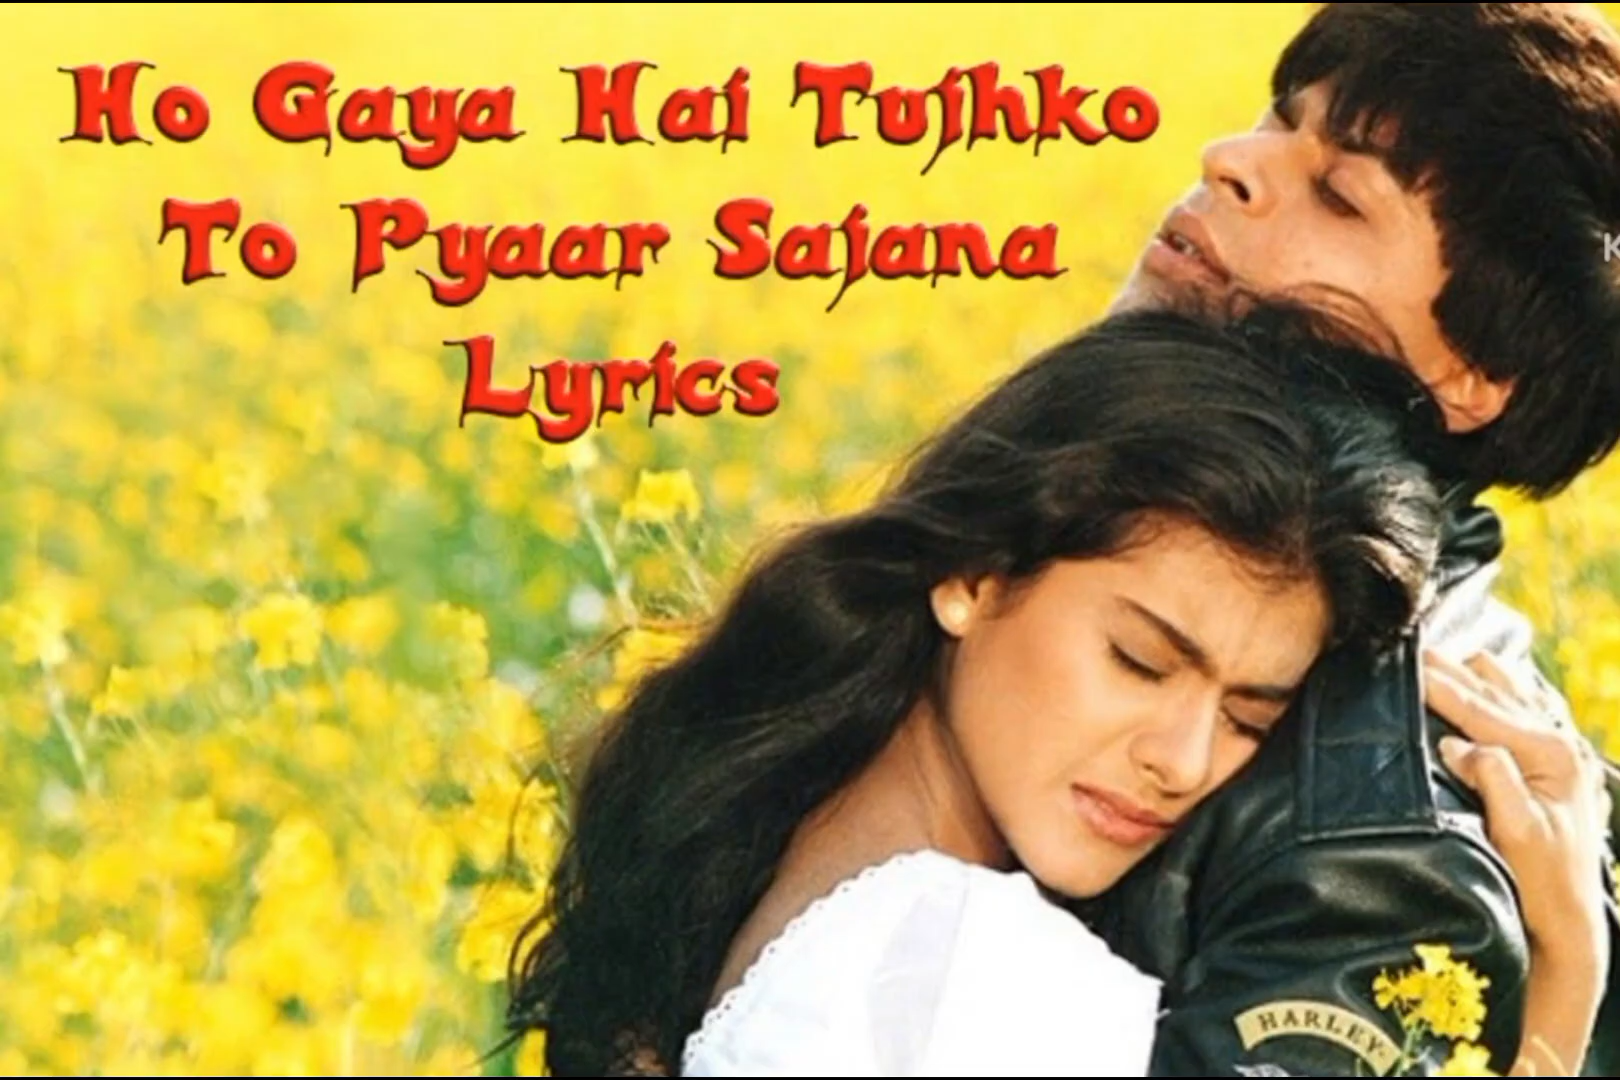 Ho Gaya Hai Tujhko
To Pyaar Sajana
Lyrics
K
HARLEY